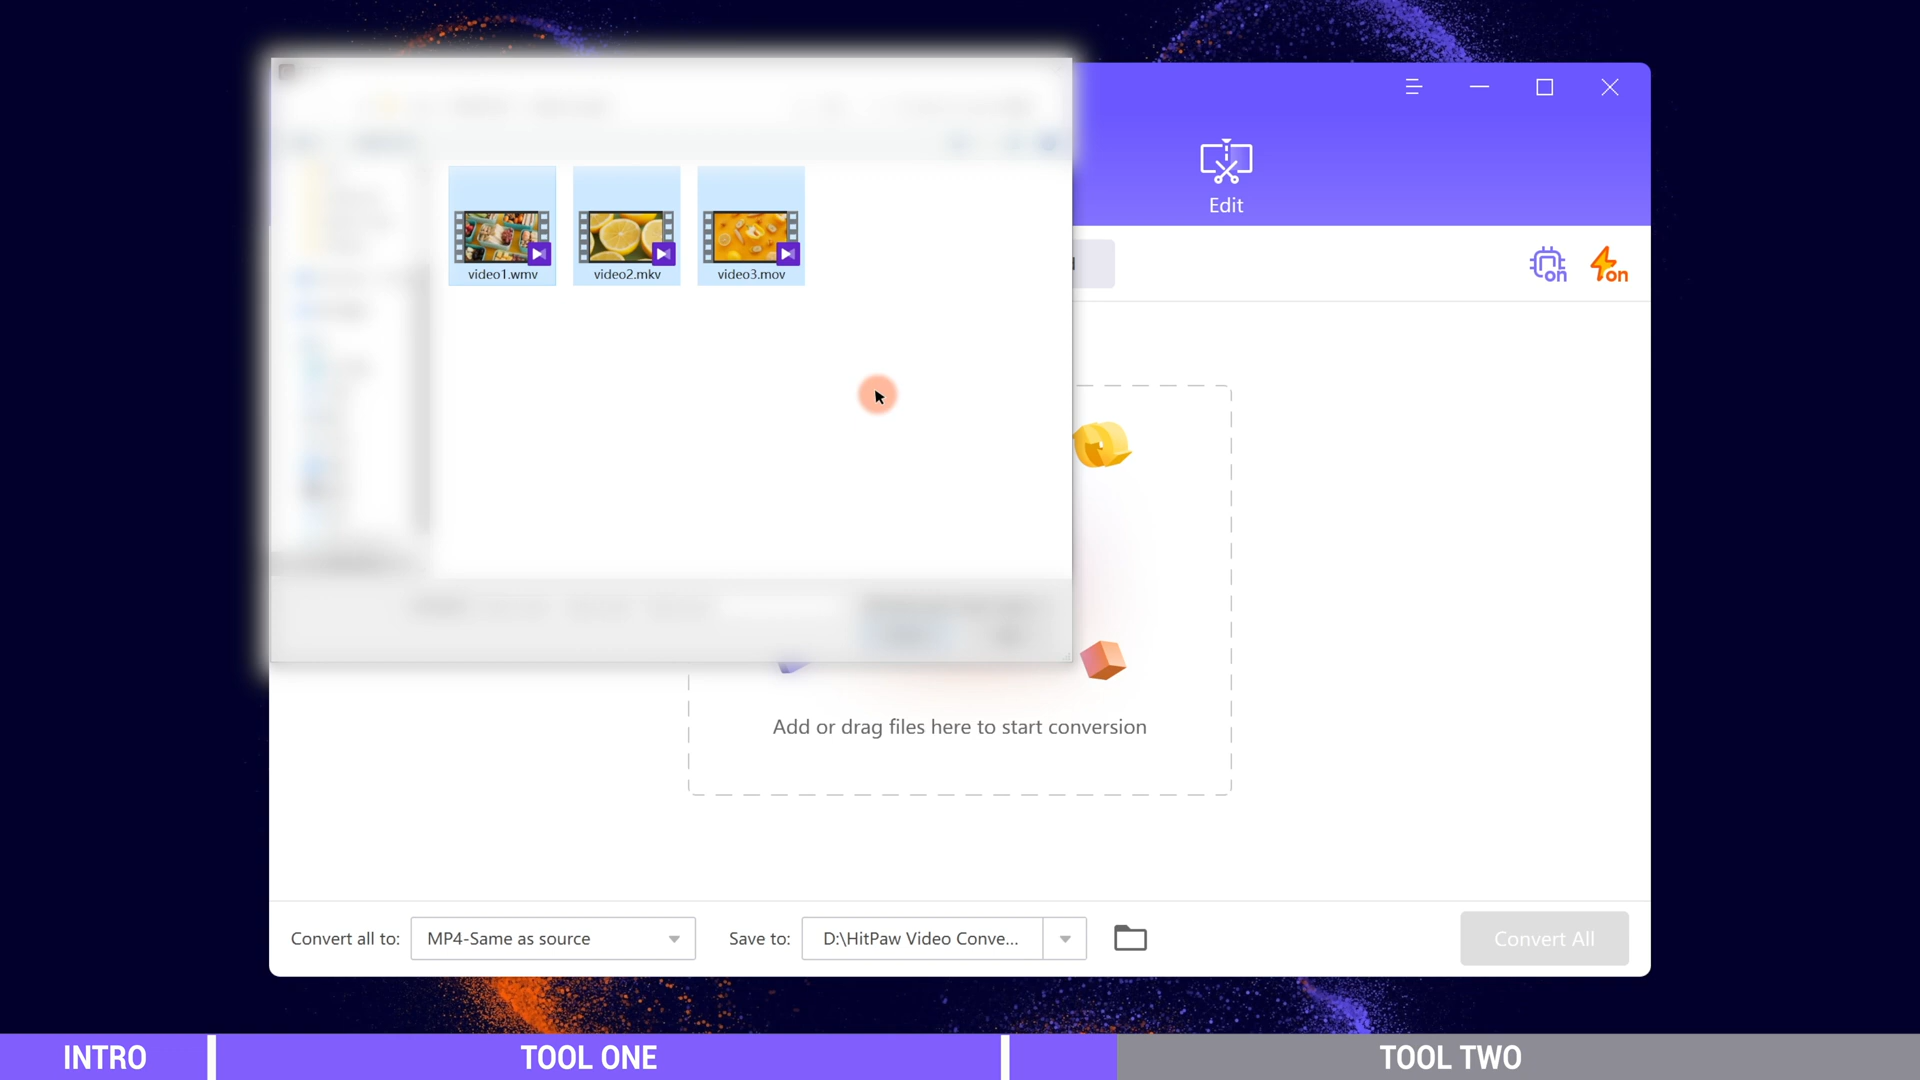 video1.wmv
video2.mkv
video3.mov
Edit
on
on
Add or drag files here to start conversion
Convert all to:
MP4-Same as source
Save to:
D:\HitPaw Video Conve...
Convert All
INTRO
TOOL ONE
TOOL TWO